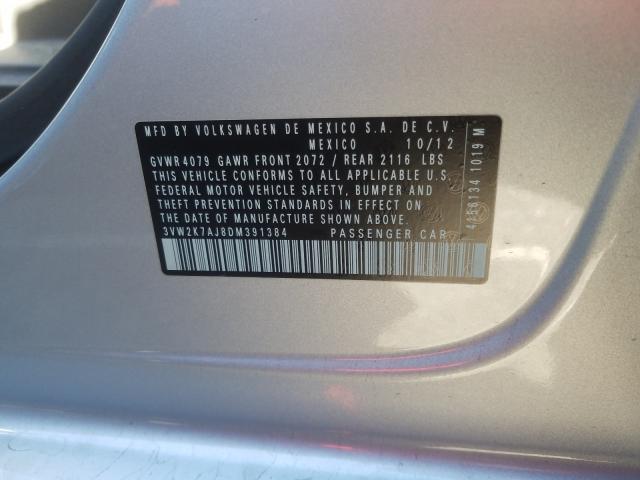 MFD BY VOLKSWAGEN DE MEXICO S.A. DE C.V.
MEXICO 10/12
GVWR 4079 GAWR FRONT 2072 / REAR 2116 LBS
THIS VEHICLE CONFORMS TO ALL APPLICABLE U.S.
FEDERAL MOTOR VEHICLE SAFETY, BUMPER AND
THEFT PREVENTION STANDARDS IN EFFECT ON
THE DATE OF MANUFACTURE SHOWN ABOVE.
3VW2K7AJ8DM391384 PASSENGER CAR
4156134 1019 M